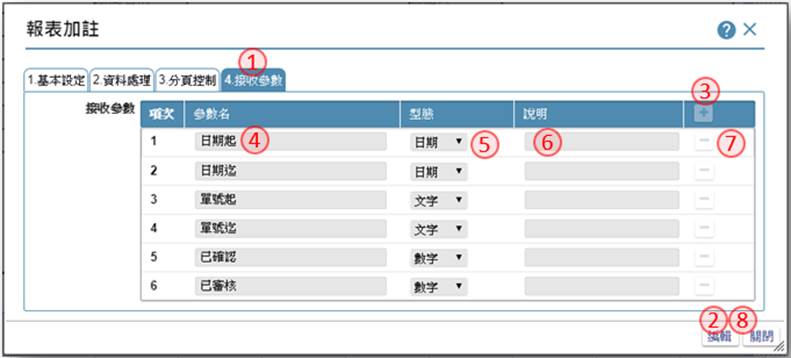 報表加註
? ×
1
1.基本設定 2.資料處理 3.分頁控制 4.接收參數
3
接收參數 項次 參數名 型態 說明 +
1 日期起 4 日期 ▼ 5 6 − 7
2 日期迄 日期 ▼ −
3 單號起 文字 ▼ −
4 單號迄 文字 ▼ −
5 已確認 數字 ▼ −
6 已審核 數字 ▼ −
2 8
編輯 關閉